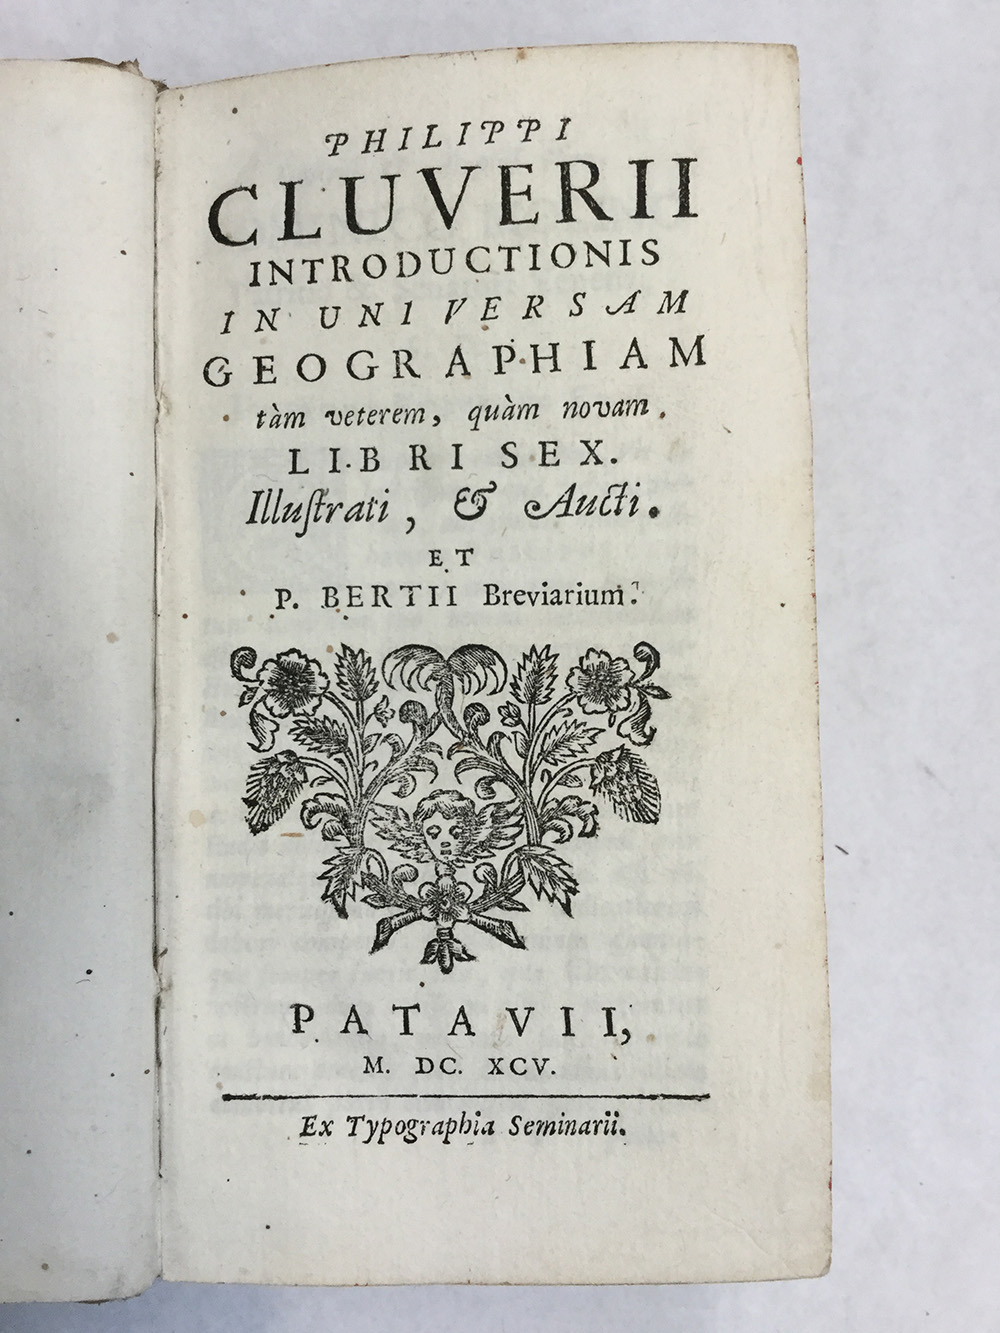 PHILIPPI
CLUVERII
INTRODUCTIONIS
IN UNIVERSAM
GEOGRAPHIAM
tàm veterem, quàm novam.
LIBRI SEX.
Illuſtrati, & Aucti.
ET
P. BERTII Breviarium.
PATAVII,
M. DC. XCV.
Ex Typographia Seminarii.